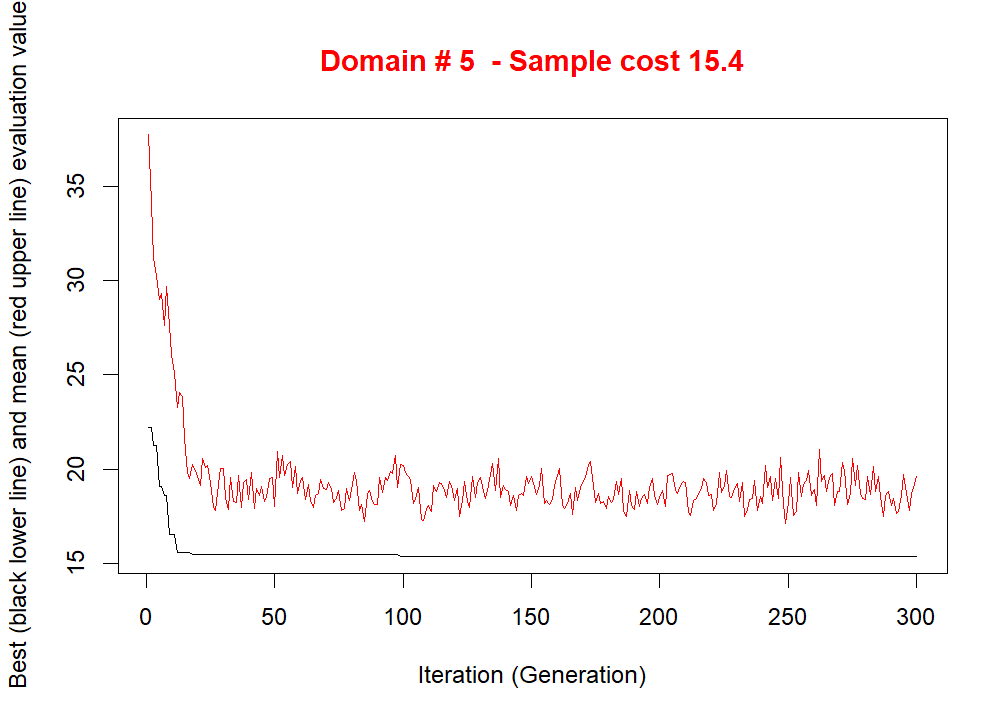 Domain # 5  - Sample cost 15.4
Best (black lower line) and mean (red upper line) evaluation value
35
30
25
20
15
0 50 100 150 200 250 300
Iteration (Generation)